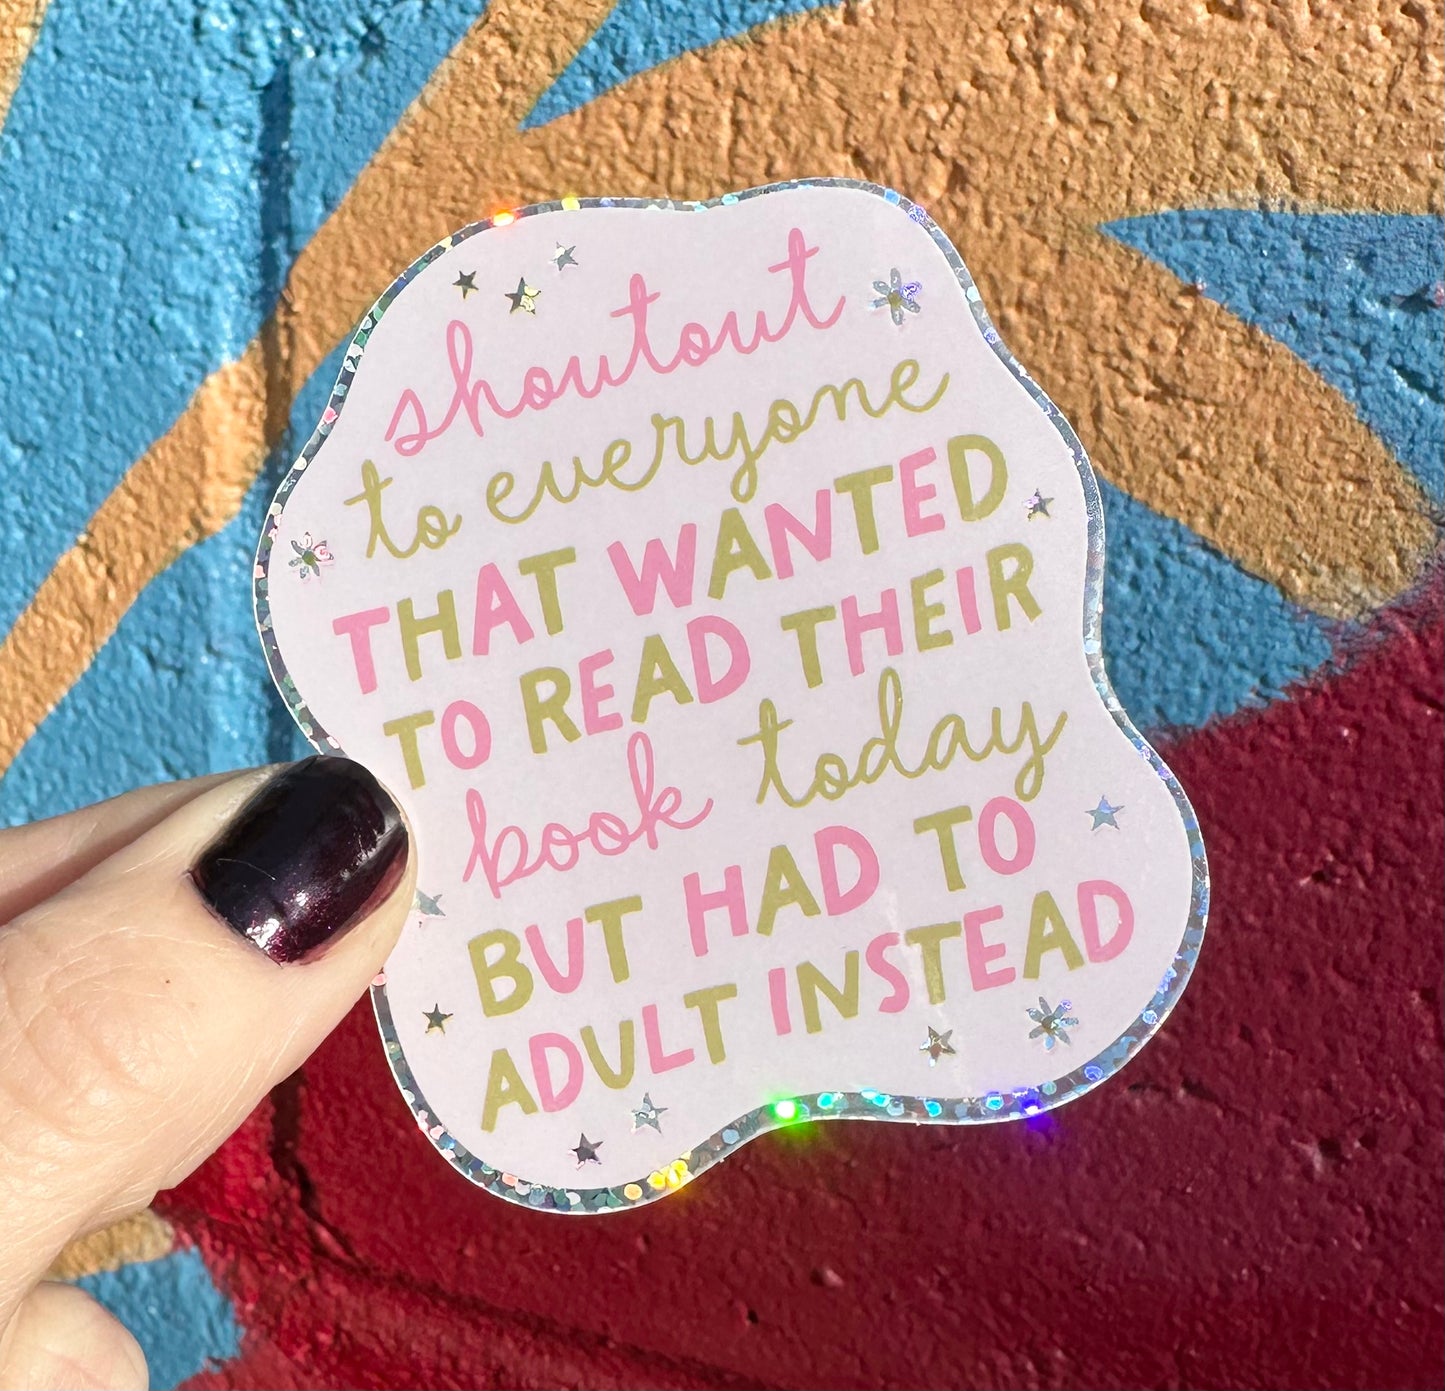 shoutout
to everyone
THAT WANTED
TO READ THEIR
book today
BUT HAD TO
ADULT INSTEAD